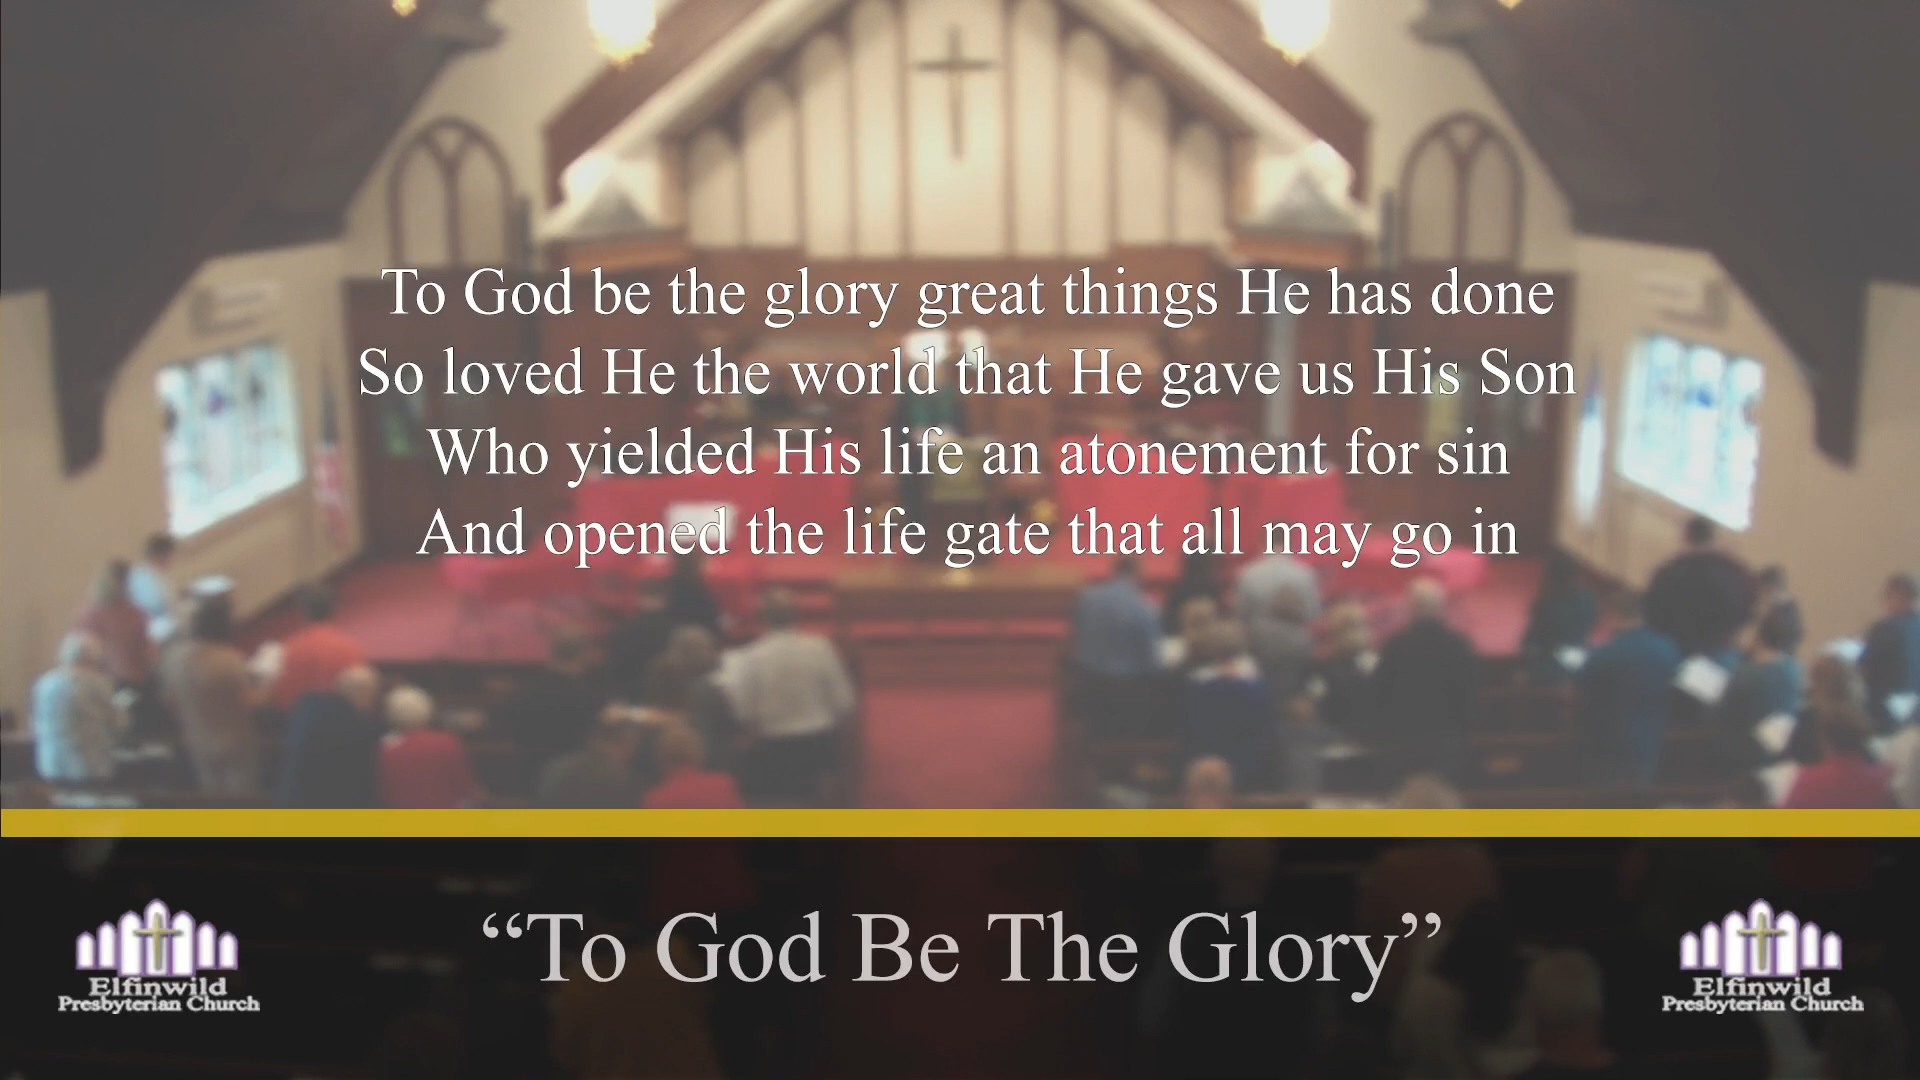 To God be the glory great things He has done
So loved He the world that He gave us His Son
Who yielded His life an atonement for sin
And opened the life gate that all may go in
“To God Be The Glory”
Elfinwild
Presbyterian Church
Elfinwild
Presbyterian Church